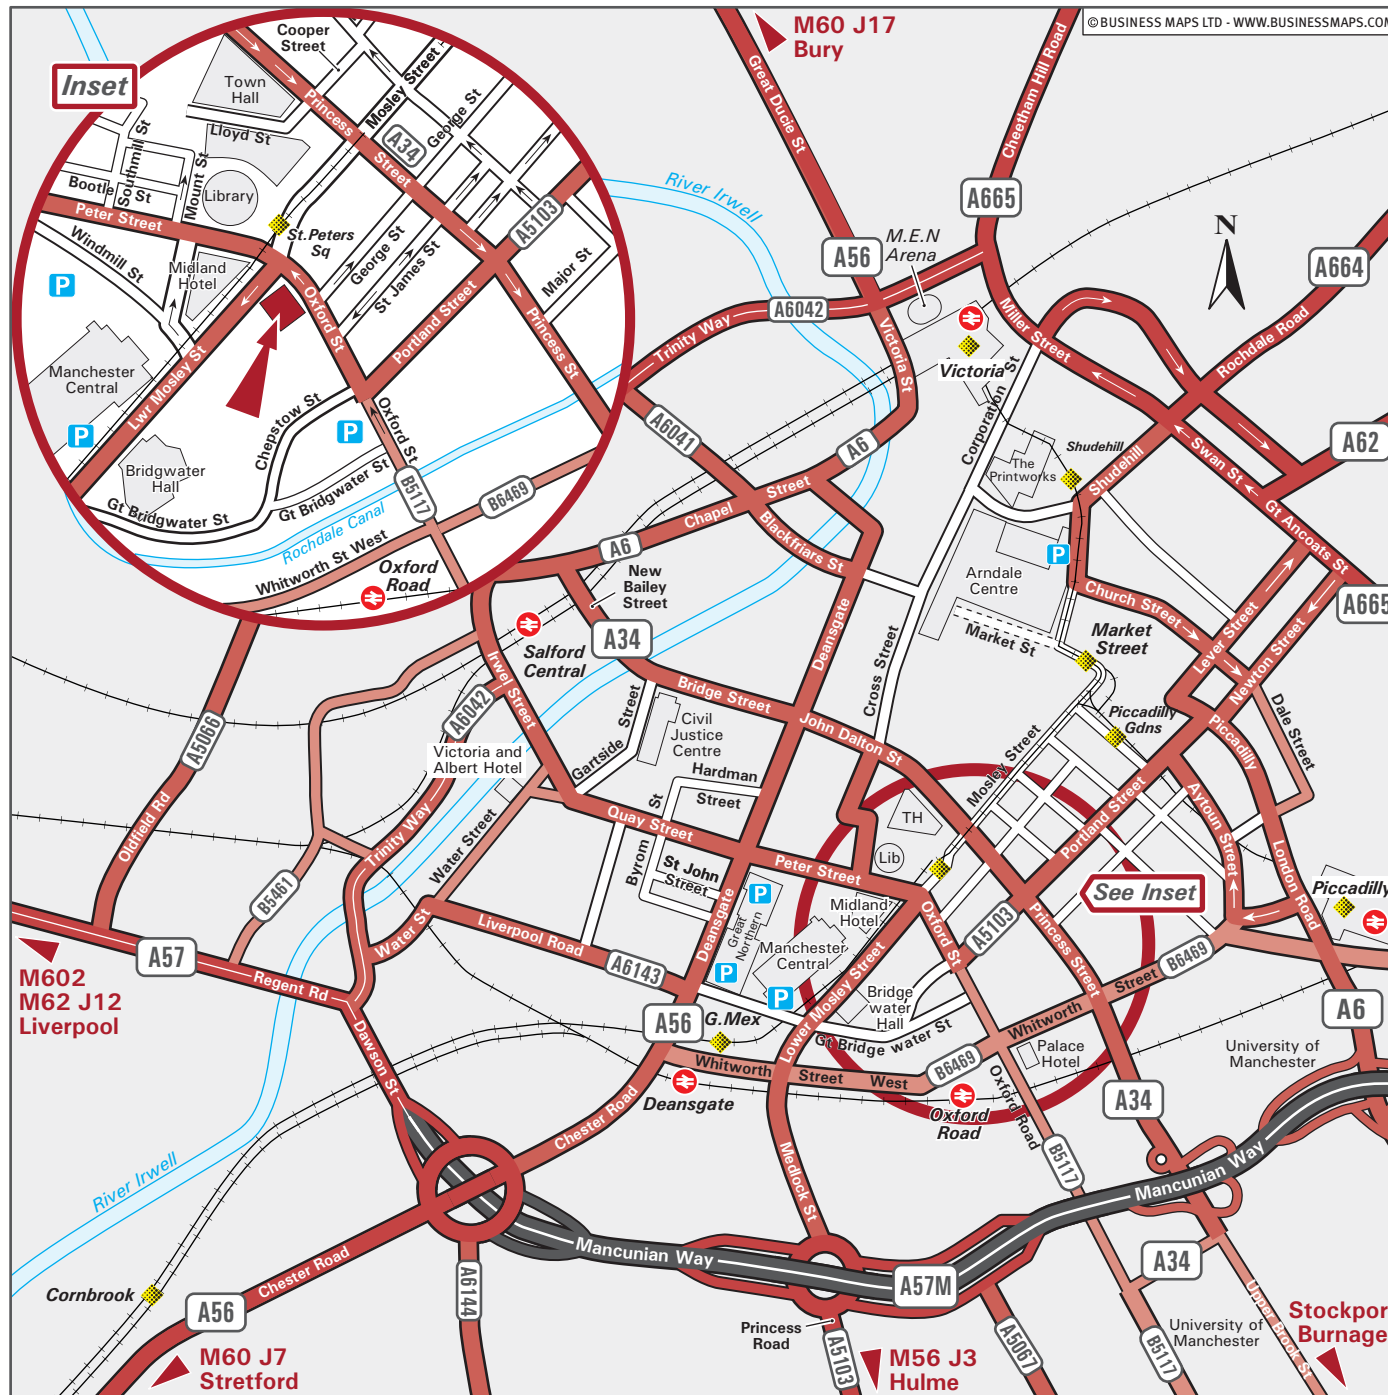 © BUSINESS MAPS LTD - WWW.BUSINESSMAPS.COM
Inset
Cooper
Street
Town
Hall
Lloyd St
Mosley Street
George St
Princess
Street
A34
Southmill St
Bootle St
Mount St
Library
Peter Street
Windmill St
St.Peters
Sq
Midland
Hotel
George St
St James St
A5103
Major St
Oxford St
Portland Street
Princess St
P
Manchester
Central
Lwr Mosley St
P
Chepstow St
P
Oxford St
Bridgwater
Hall
Gt Bridgwater St
Gt Bridgwater St
B5117
B6469
Rochdale Canal
Whitworth St West
Oxford
Road
M60 J17
Bury
Great Ducie St
Cheetham Hill Road
River Irwell
A665
A56
M.E.N
Arena
A6042
Trinity Way
N
A664
Rochdale Road
Victoria
Miller Street
Victoria St
A6041
A6
Corporation St
Shudehill
The
Printworks
Shudehill
Swan St
A62
Gt Ancoats St
Chapel Street
A6
Blackfriars St
New
Bailey
Street
Arndale
Centre
P
Church Street
A665
Market St
Market
Street
Lever Street
Newton Street
Salford
Central
A34
Deansgate
Cross Street
Irwel Street
Bridge Street
John Dalton St
Dale Street
A5066
A6042
Gartside Street
Civil
Justice
Centre
Piccadilly
Gdns
Piccadilly
Victoria and
Albert Hotel
Hardman
Street
Mosley Street
Oldfield Rd
Trinity Way
Water Street
Quay Street
Byrom St
St John
Street
Peter Street
TH
Lib
Portland Street
Aytoun Street
London Road
B5461
See Inset
Piccadilly
Deansgate
P
Great
Northern
Midland
Hotel
Oxford St
A5103
Princess Street
Water St
Liverpool Road
A6143
Manchester
Central
P
P
Lower Mosley Street
B6469
A57
M602
M62 J12
Liverpool
Regent Rd
Dawson St
A56
G.Mex
Bridge
water
Hall
Gt Bridge water St
Whitworth Street
A6
Whitworth Street West
B6469
Palace
Hotel
University of
Manchester
Deansgate
Oxford
Road
Oxford Road
A34
Chester Road
Medlock St
B5117
River Irwell
Mancunian Way
Mancunian Way
Chester Road
A6144
A57M
A34
Cornbrook
A56
Princess
Road
A5103
A5067
B5117
University of
Manchester
Upper Brook St
Stockpor
Burnage
M60 J7
Stretford
M56 J3
Hulme